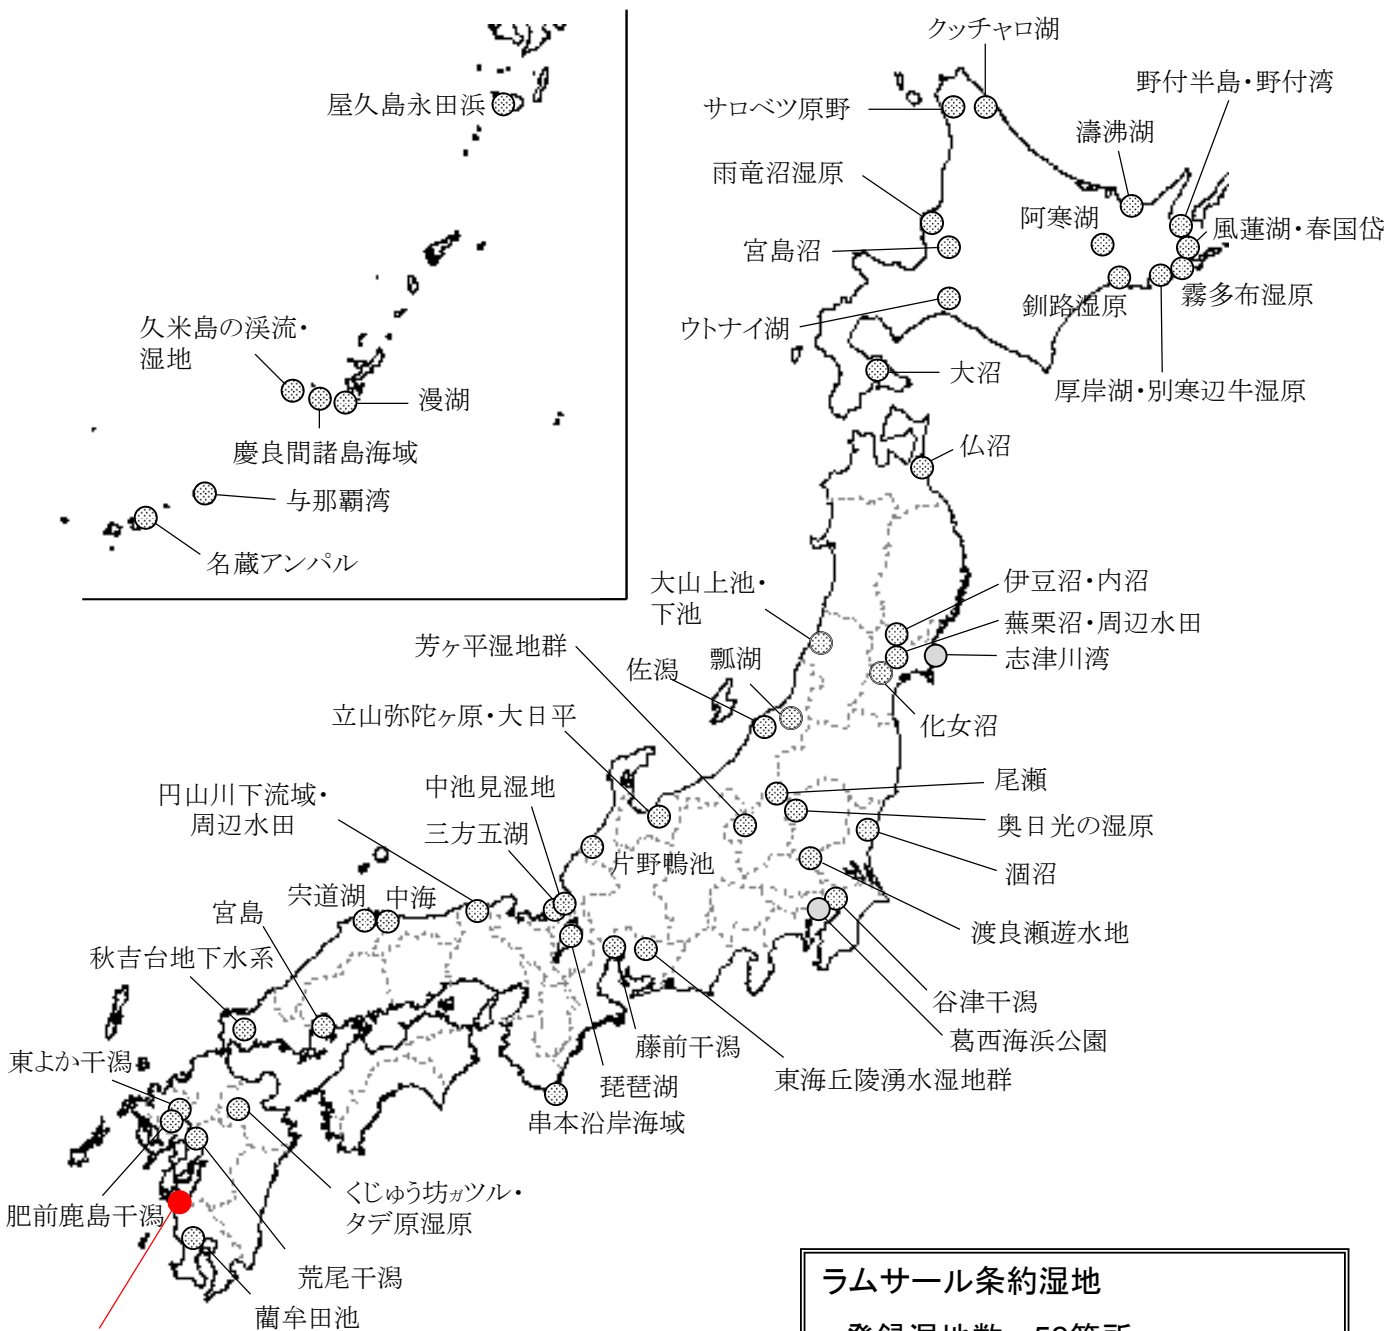 クッチャロ湖
野付半島・野付湾
屋久島永田浜
サロベツ原野
濤沸湖
雨竜沼湿原
阿寒湖
風蓮湖・春国岱
宮島沼
霧多布湿原
釧路湿原
久米島の渓流・
湿地
ウトナイ湖
大沼
厚岸湖・別寒辺牛湿原
漫湖
慶良間諸島海域
仏沼
与那覇湾
名蔵アンパル
大山上池・
下池
伊豆沼・内沼
蕪栗沼・周辺水田
芳ヶ平湿地群
瓢湖
志津川湾
佐潟
立山弥陀ヶ原・大日平
化女沼
中池見湿地
尾瀬
円山川下流域・
周辺水田
三方五湖
奥日光の湿原
片野鴨池
涸沼
宍道湖
中海
宮島
渡良瀬遊水地
秋吉台地下水系
谷津干潟
藤前干潟
葛西海浜公園
東よか干潟
琵琶湖
東海丘陵湧水湿地群
串本沿岸海域
くじゅう坊ガツル・
タデ原湿原
肥前鹿島干潟
荒尾干潟
藺牟田池
ラムサール条約湿地